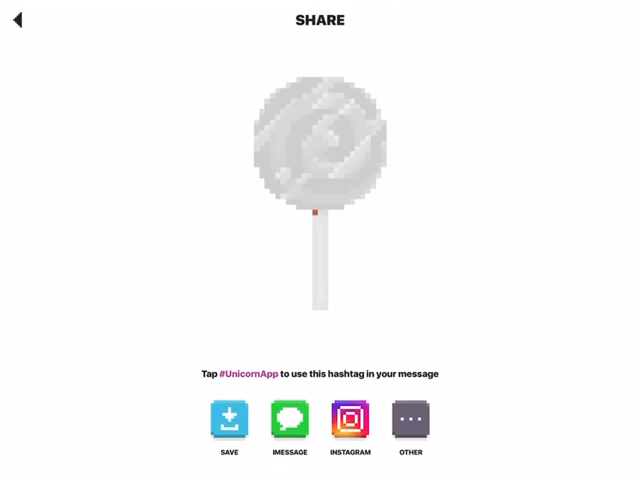 SHARE
Tap #UnicornApp to use this hashtag in your message
SAVE
IMESSAGE
INSTAGRAM
OTHER